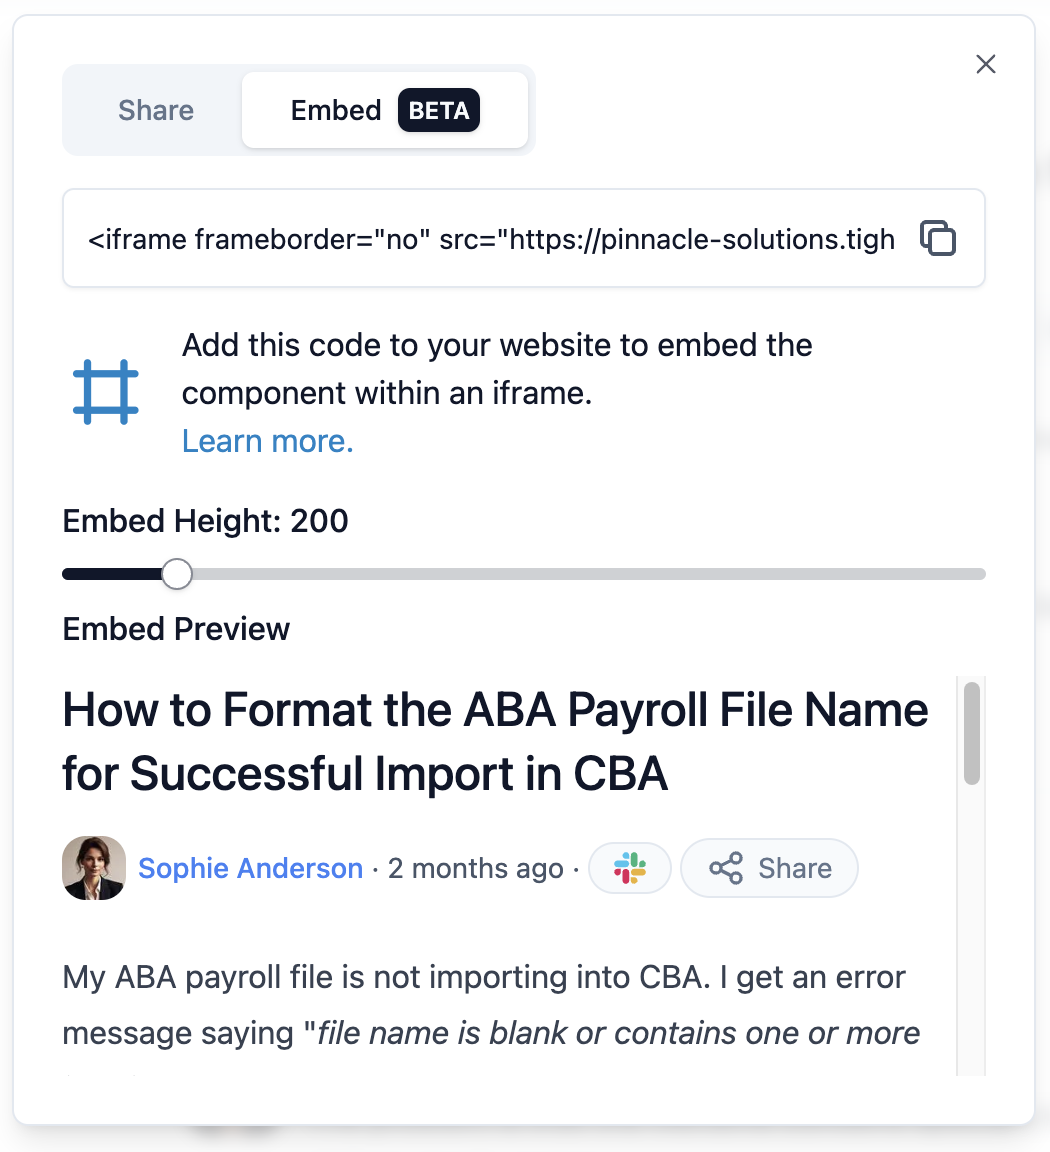 Share
Embed BETA
<iframe frameborder="no" src="https://pinnacle-solutions.tigh
Add this code to your website to embed the
component within an iframe.
Learn more.
Embed Height: 200
Embed Preview
How to Format the ABA Payroll File Name
for Successful Import in CBA
Sophie Anderson · 2 months ago · Share
My ABA payroll file is not importing into CBA. I get an error
message saying "file name is blank or contains one or more